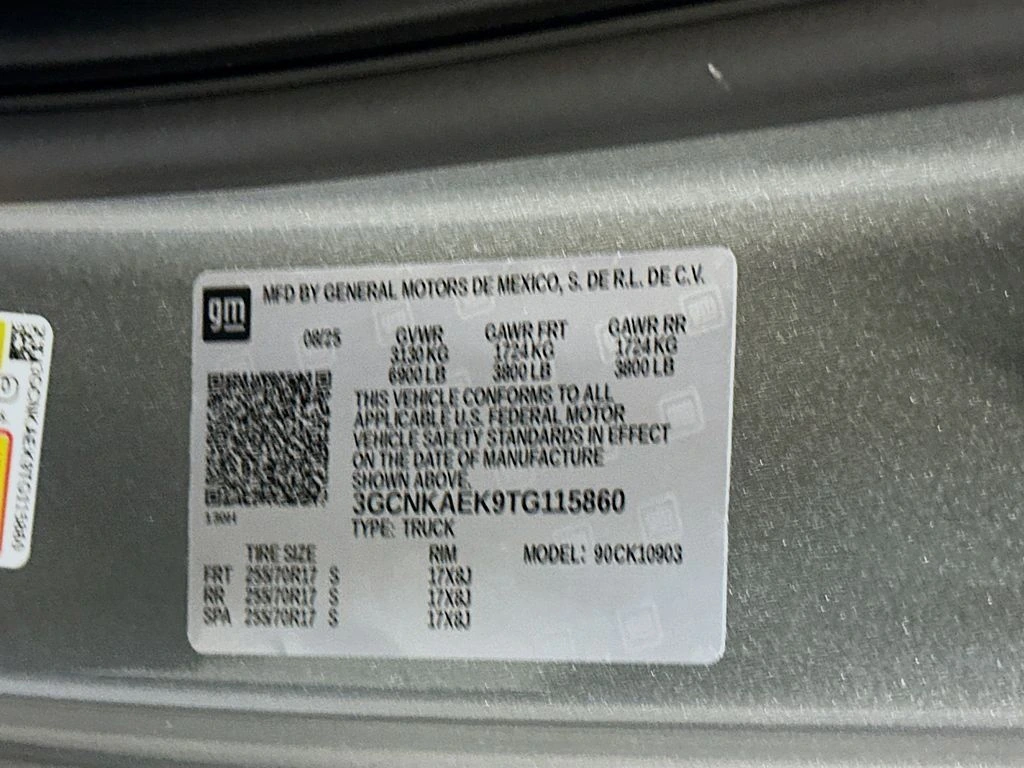 gm
MFD BY GENERAL MOTORS DE MEXICO, S. DE R.L. DE C.V.
08/25 GVWR GAWR FRT GAWR RR
3130 KG 1724 KG 1724 KG
6900 LB 3800 LB 3800 LB
THIS VEHICLE CONFORMS TO ALL
APPLICABLE U.S. FEDERAL MOTOR
VEHICLE SAFETY STANDARDS IN EFFECT
ON THE DATE OF MANUFACTURE
SHOWN ABOVE.
3GCNKAEK9TG115860
TYPE: TRUCK
TIRE SIZE RIM MODEL: 90CK10903
FRT 255/70R17 S 17X8J
RR 255/70R17 S 17X8J
SPA 255/70R17 S 17X8J